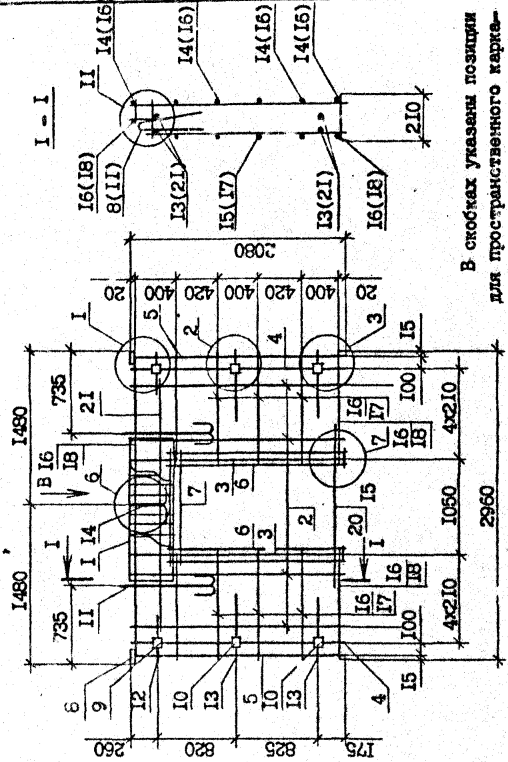 I - I
I4(I6)
II
I6(I8)
8(II)
I3(2I)
I4(I6)
I5(I7)
I4(I6)
I3(2I)
I4(I6)
I6(I8)
2I0
В скобках указаны позиции
для пространственного карка-
I480
I480
735
735
2I
I
5
2
4
3
20
400
420
400
420
400
20
2080
В
I6
I8
6
I4
I
I
II
6
9
I2
I0
I3
5
I0
I3
4
7
3
6
6
3
2
I6
I7
I6
I8
7
I5
20
I
I6
I8
I6
I7
260
820
825
I75
I5
I00
4x2I0
I050
4x2I0
I00
I5
2960